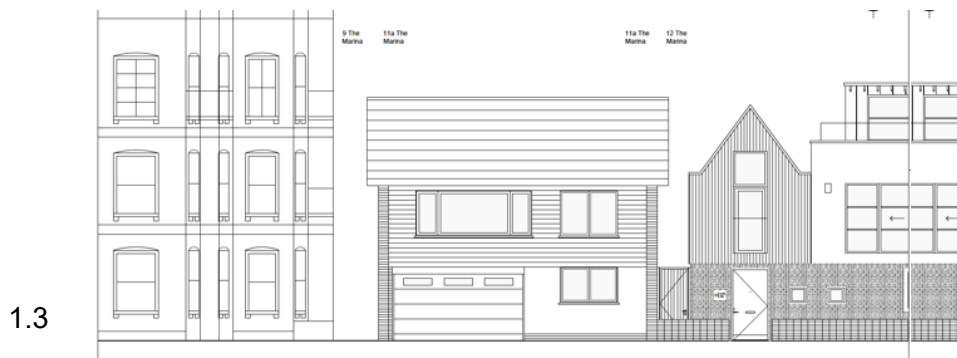 9 The
Marina
11a The
Marina
11a The
Marina
12 The
Marina
1.3